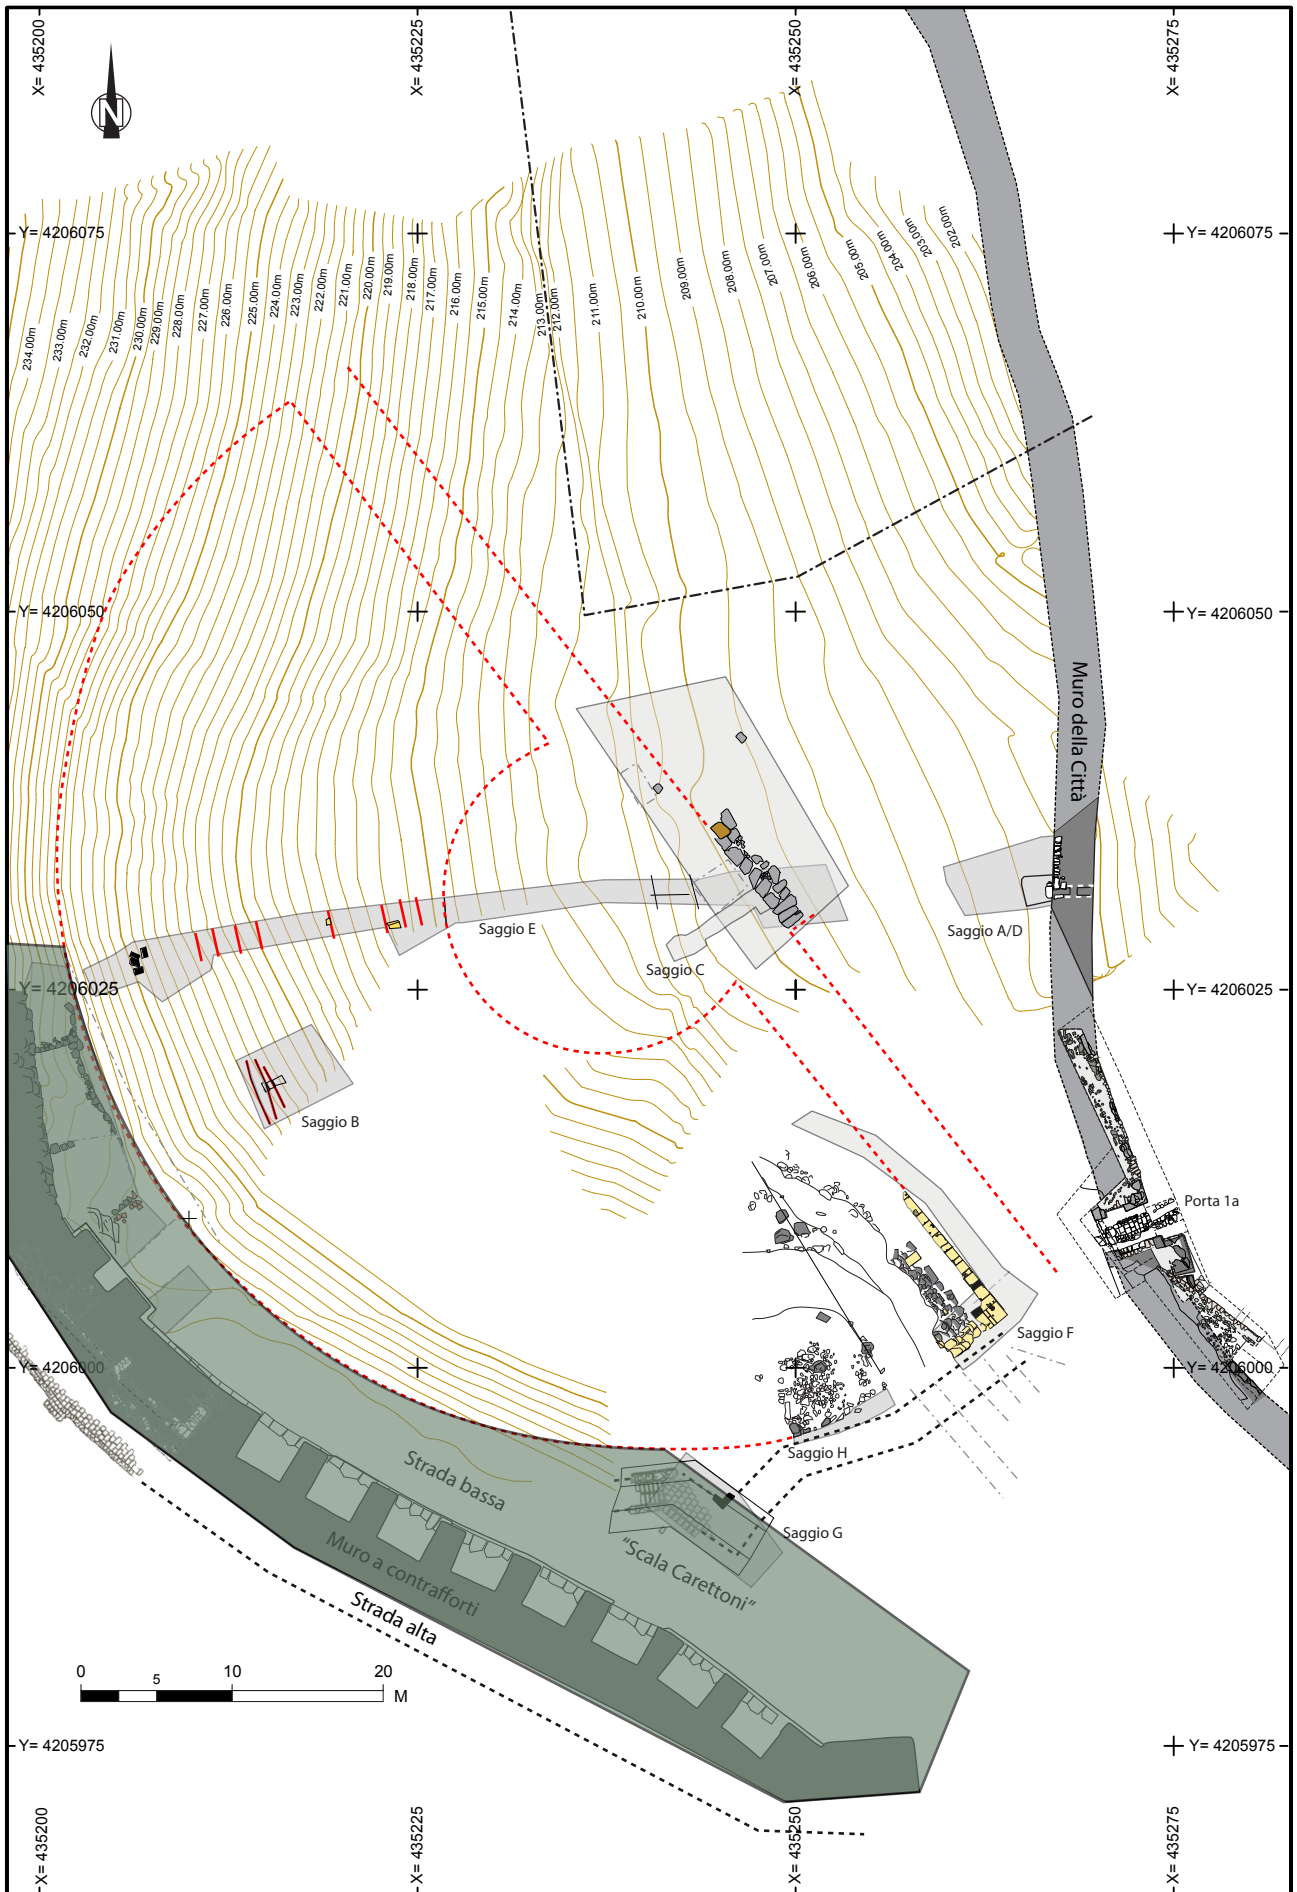 X= 435200
X= 435225
X= 435250
X= 435275
N
Y= 4206075
Y= 4206075
234.00m
233.00m
232.00m
231.00m
230.00m
229.00m
228.00m
227.00m
226.00m
225.00m
224.00m
223.00m
222.00m
221.00m
220.00m
219.00m
218.00m
217.00m
216.00m
215.00m
214.00m
213.00m
212.00m
211.00m
210.00m
209.00m
208.00m
207.00m
206.00m
205.00m
204.00m
203.00m
202.00m
Y= 4206050
Y= 4206050
Muro della Città
Saggio E
Saggio A/D
Saggio C
Y= 4206025
Y= 4206025
Saggio B
Porta 1a
Saggio F
Y= 4206000
Y= 4206000
Saggio H
Strada bassa
Saggio G
"Scala Carettoni"
Muro a contrafforti
Strada alta
0 5 10 20 M
Y= 4205975
Y= 4205975
X= 435200
X= 435225
X= 435250
X= 435275